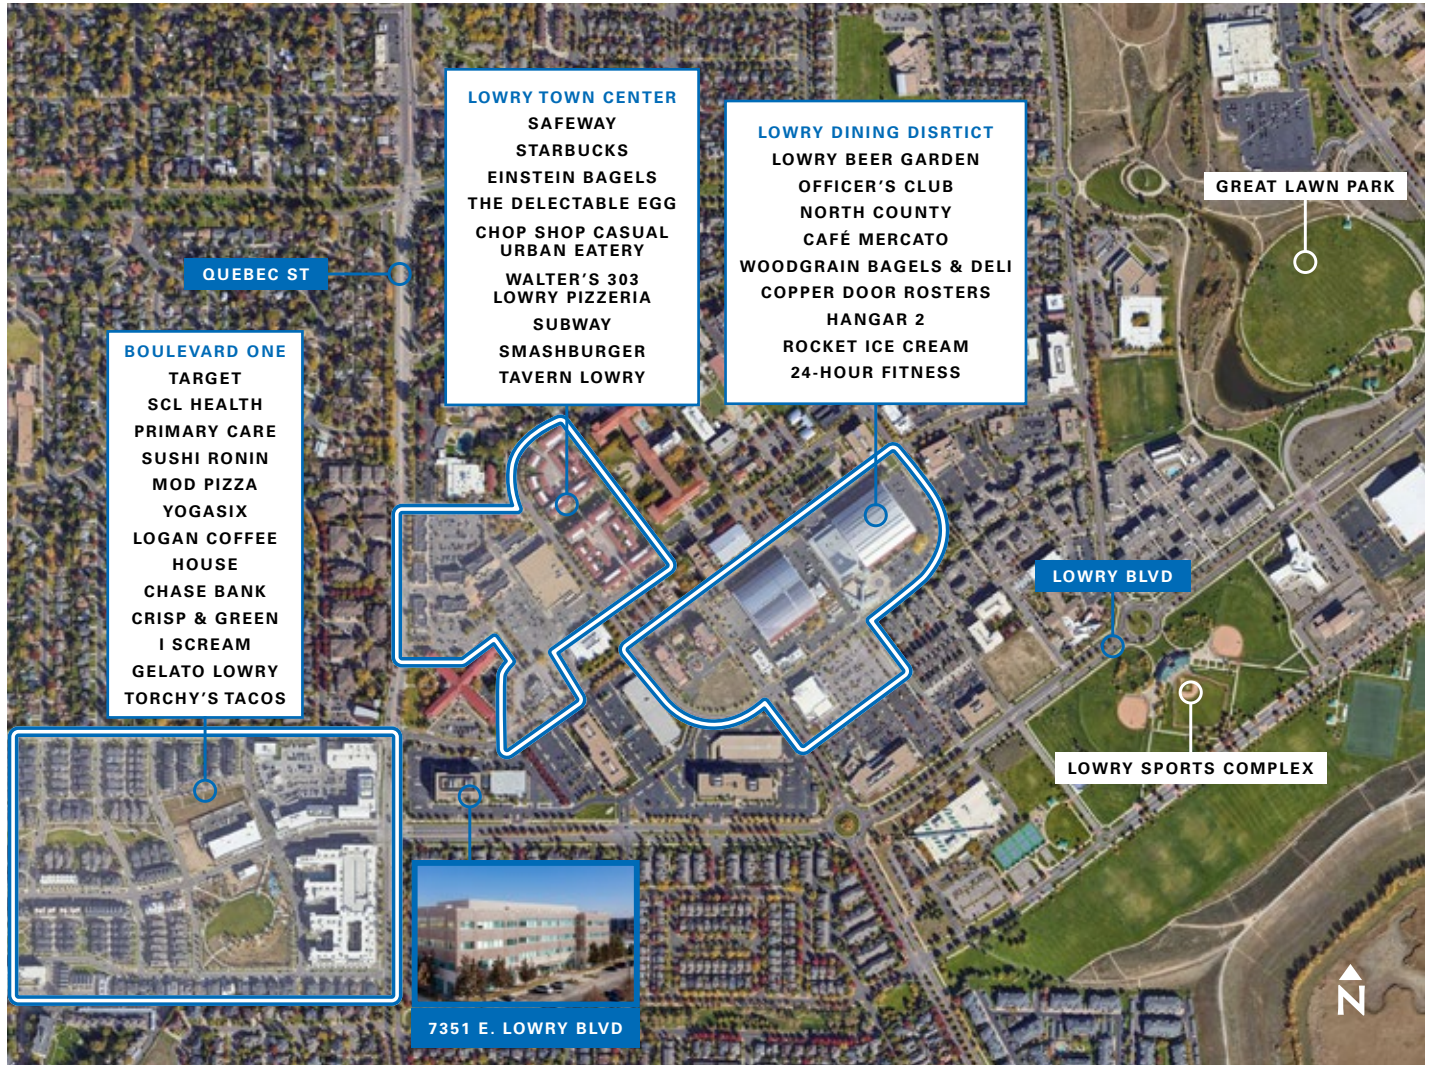 LOWRY TOWN CENTER
SAFEWAY
STARBUCKS
EINSTEIN BAGELS
THE DELECTABLE EGG
CHOP SHOP CASUAL
URBAN EATERY
WALTER'S 303
LOWRY PIZZERIA
SUBWAY
SMASHBURGER
TAVERN LOWRY
LOWRY DINING DISRTICT
LOWRY BEER GARDEN
OFFICER'S CLUB
NORTH COUNTY
CAFÉ MERCATO
WOODGRAIN BAGELS & DELI
COPPER DOOR ROSTERS
HANGAR 2
ROCKET ICE CREAM
24-HOUR FITNESS
GREAT LAWN PARK
QUEBEC ST
BOULEVARD ONE
TARGET
SCL HEALTH
PRIMARY CARE
SUSHI RONIN
MOD PIZZA
YOGASIX
LOGAN COFFEE
HOUSE
CHASE BANK
CRISP & GREEN
I SCREAM
GELATO LOWRY
TORCHY'S TACOS
LOWRY BLVD
LOWRY SPORTS COMPLEX
7351 E. LOWRY BLVD
N